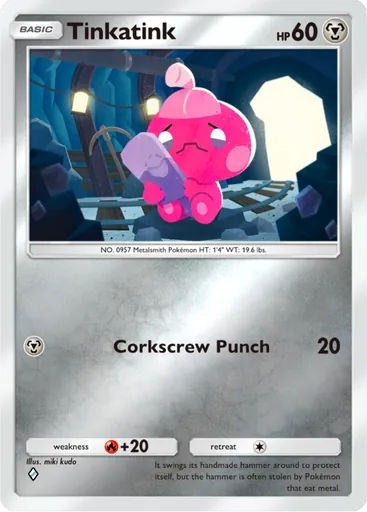 BASIC
Tinkatink
HP60
NO. 0957 Metalsmith Pokémon HT: 1'4" WT: 19.6 lbs.
Corkscrew Punch 20
weakness +20 retreat
Illus. miki kudo
It swings its handmade hammer around to protect
itself, but the hammer is often stolen by Pokémon
that eat metal.